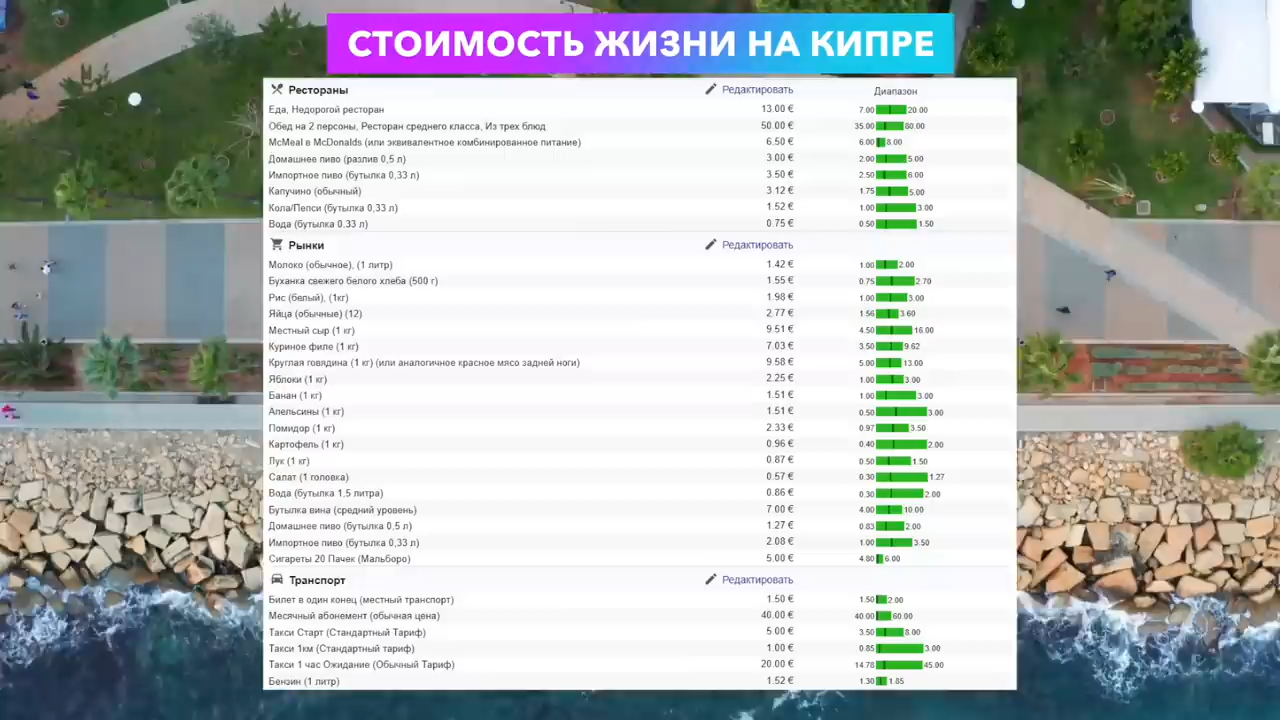 СТОИМОСТЬ ЖИЗНИ НА КИПРЕ
Рестораны Редактировать Диапазон
Еда, Недорогой ресторан 13.00 € 7.00 20.00
Обед на 2 персоны, Ресторан среднего класса, Из трех блюд 50.00 € 35.00 80.00
McMeal в McDonalds (или эквивалентное комбинированное питание) 6.50 € 6.00 8.00
Домашнее пиво (разлив 0,5 л) 3.00 € 2.00 5.00
Импортное пиво (бутылка 0,33 л) 3.50 € 2.50 6.00
Капучино (обычный) 3.12 € 1.75 5.00
Кола/Пепси (бутылка 0,33 л) 1.52 € 1.00 3.00
Вода (бутылка 0,33 л) 0.75 € 0.50 1.50
Рынки Редактировать
Молоко (обычное), (1 литр) 1.42 € 1.00 2.00
Буханка свежего белого хлеба (500 г) 1.55 € 0.75 2.70
Рис (белый), (1кг) 1.98 € 1.00 3.00
Яйца (обычные) (12) 2.77 € 1.56 3.60
Местный сыр (1 кг) 9.51 € 4.50 16.00
Куриное филе (1 кг) 7.03 € 3.50 9.62
Круглая говядина (1 кг) (или аналогичное красное мясо задней ноги) 9.58 € 5.00 13.00
Яблоки (1 кг) 2.25 € 1.00 3.00
Банан (1 кг) 1.51 € 1.00 3.00
Апельсины (1 кг) 1.51 € 0.50 3.00
Помидор (1 кг) 2.33 € 0.97 3.50
Картофель (1 кг) 0.96 € 0.40 2.00
Лук (1 кг) 0.87 € 0.50 1.50
Салат (1 головка) 0.57 € 0.30 1.27
Вода (бутылка 1,5 литра) 0.86 € 0.30 2.00
Бутылка вина (средний уровень) 7.00 € 4.00 10.00
Домашнее пиво (бутылка 0,5 л) 1.27 € 0.83 2.00
Импортное пиво (бутылка 0,33 л) 2.08 € 1.00 3.50
Сигареты 20 Пачек (Мальборо) 5.00 € 4.80 6.00
Транспорт Редактировать
Билет в один конец (местный транспорт) 1.50 € 1.50 2.00
Месячный абонемент (обычная цена) 40.00 € 40.00 60.00
Такси Старт (Стандартный Тариф) 5.00 € 3.50 8.00
Такси 1км (Стандартный тариф) 1.00 € 0.85 3.00
Такси 1 час Ожидание (Обычный Тариф) 20.00 € 14.78 45.00
Бензин (1 литр) 1.52 € 1.30 1.85